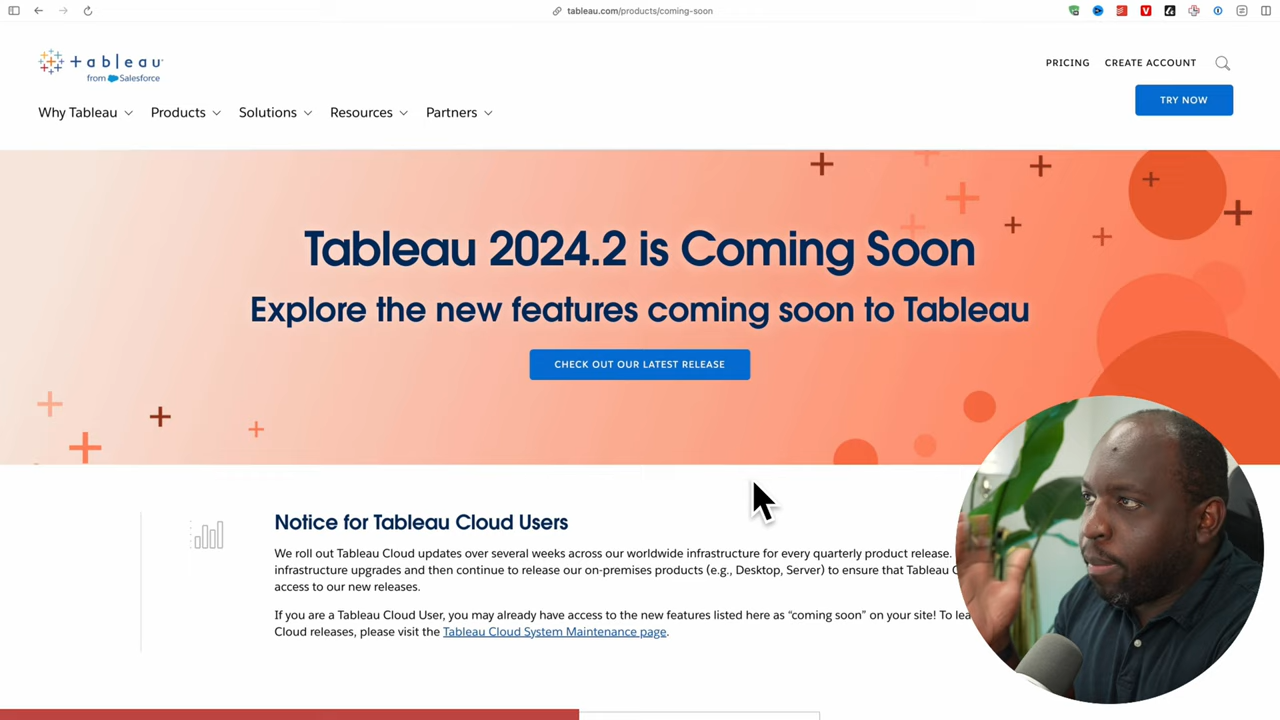 tableau.com/products/coming-soon
tableau
from Salesforce
PRICING
CREATE ACCOUNT
TRY NOW
Why Tableau
Products
Solutions
Resources
Partners
Tableau 2024.2 is Coming Soon
Explore the new features coming soon to Tableau
CHECK OUT OUR LATEST RELEASE
Notice for Tableau Cloud Users
We roll out Tableau Cloud updates over several weeks across our worldwide infrastructure for every quarterly product release.
infrastructure upgrades and then continue to release our on-premises products (e.g., Desktop, Server) to ensure that Tableau
access to our new releases.
If you are a Tableau Cloud User, you may already have access to the new features listed here as “coming soon” on your site! To
Cloud releases, please visit the Tableau Cloud System Maintenance page.